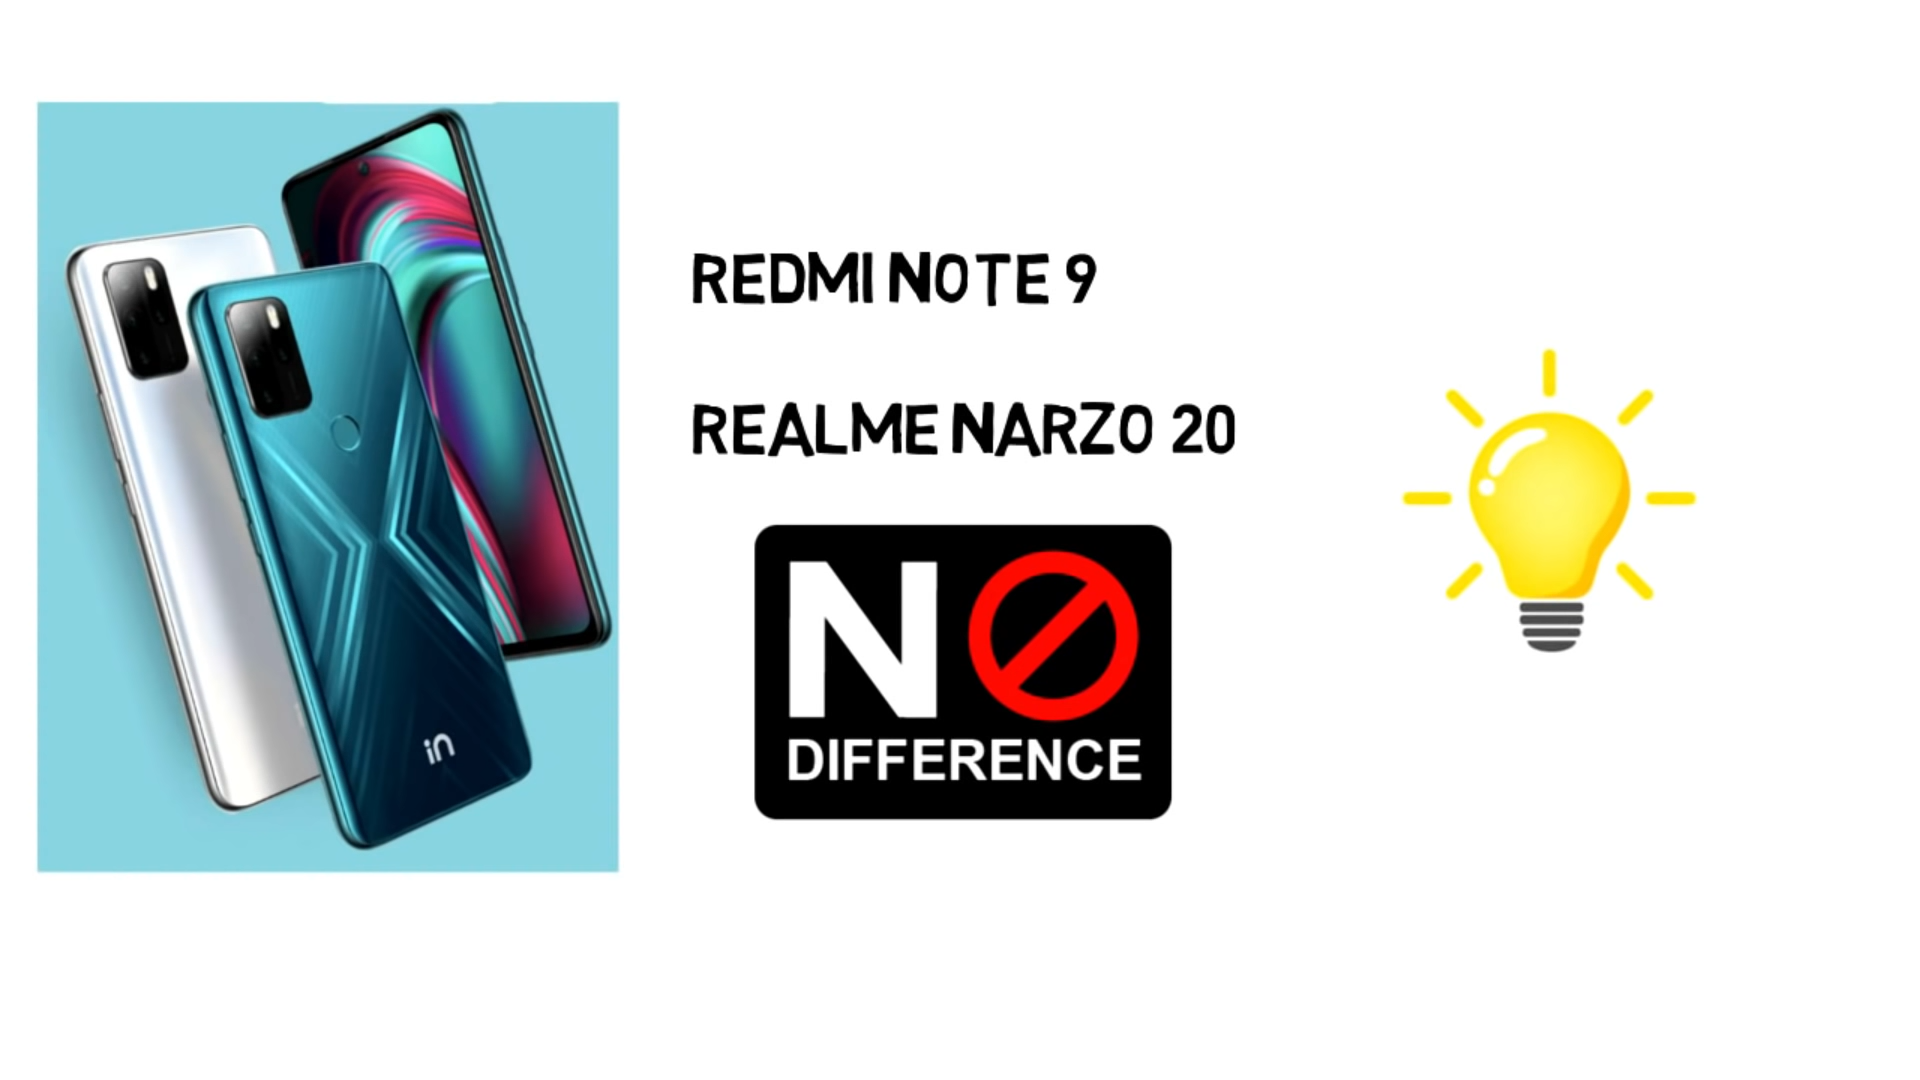 in
REDMI NOTE 9
REALME NARZO 20
NO
DIFFERENCE